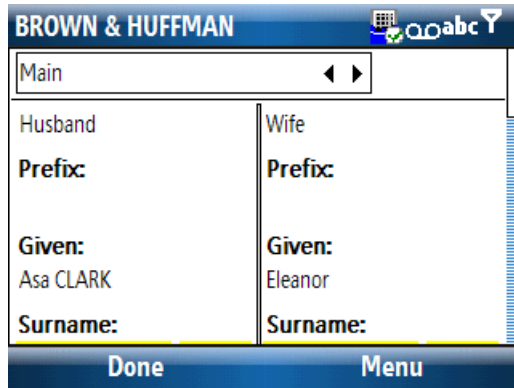 BROWN & HUFFMAN abc
Main
Husband Wife
Prefix: Prefix:
Given: Given:
Asa CLARK Eleanor
Surname: Surname:
Done Menu